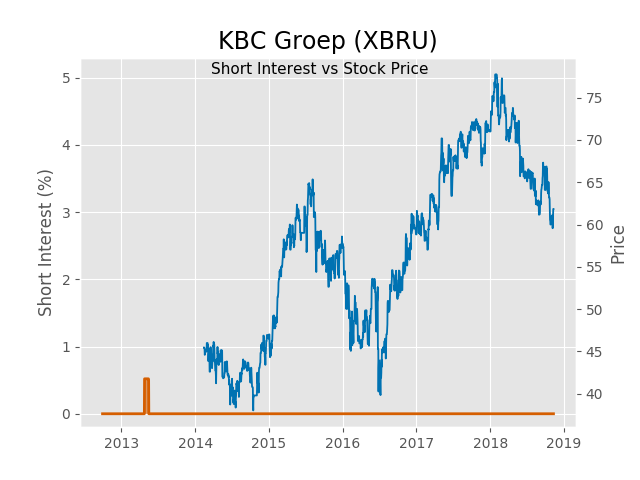 KBC Groep (XBRU)
Short Interest vs Stock Price
Short Interest (%)
5
4
3
2
1
0
75
70
65
60
55
50
45
40
Price
2013 2014 2015 2016 2017 2018 2019